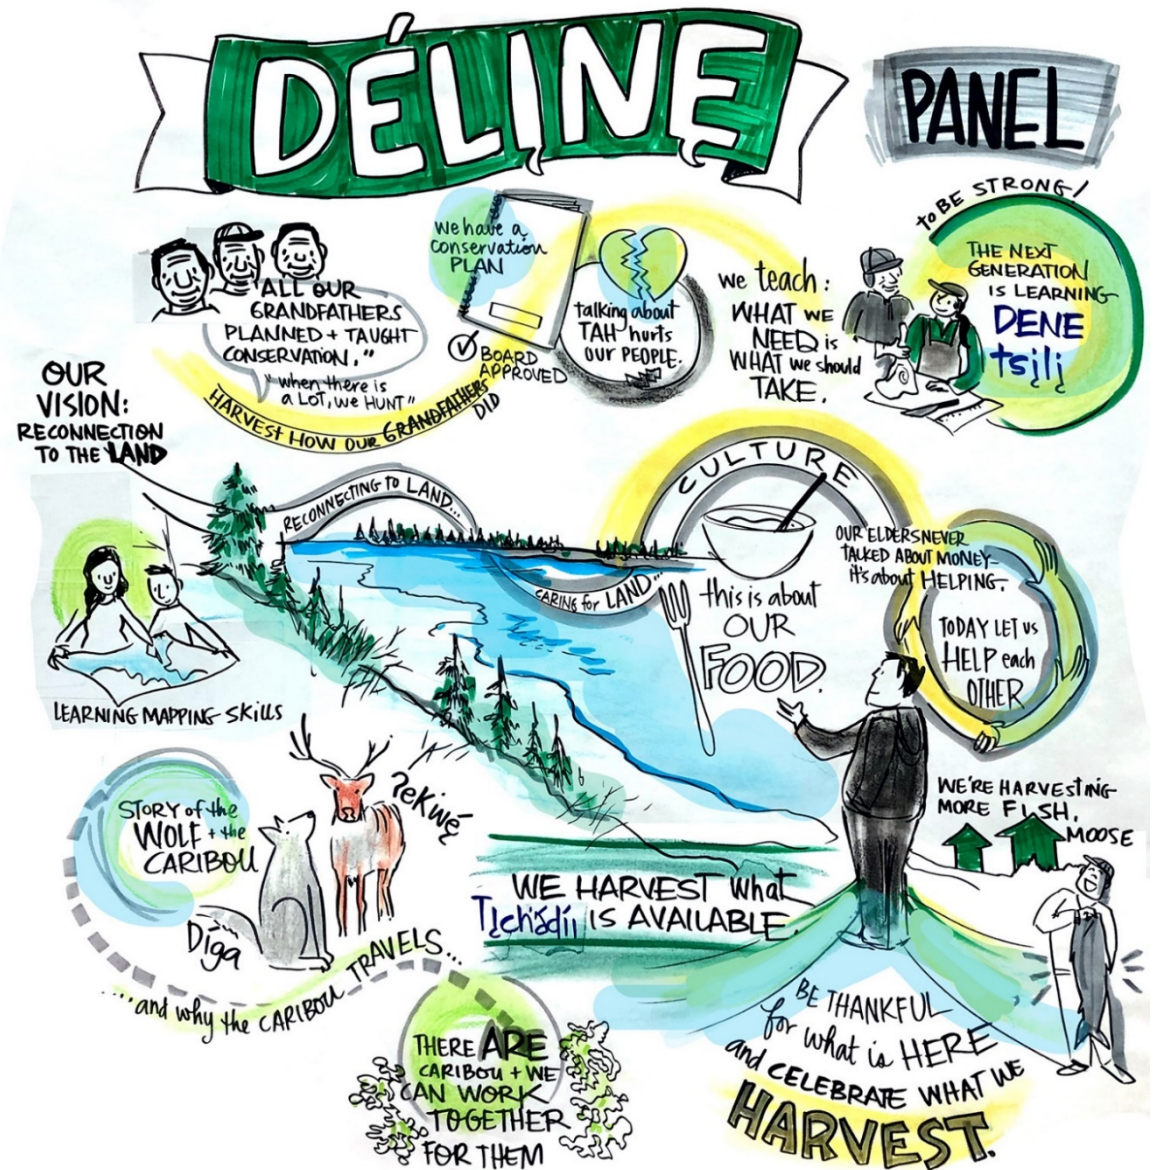 DÉLĮNĘ
PANEL
"ALL OUR
GRANDFATHERS
PLANNED + TAUGHT
CONSERVATION."
"when there is
a LOT, WE HUNT"
HARVEST HOW OUR GRANDFATHERS
DID
we have a
conservation
PLAN
BOARD
APPROVED
talking about
TAH hurts
OUR PEOPLE.
we teach:
WHAT WE
NEED is
WHAT we should
TAKE.
to BE STRONG!
THE NEXT
GENERATION
IS LEARNING
DENE
tsįlį
OUR
VISION:
RECONNECTION
TO THE LAND
RECONNECTING TO LAND...
CARING for LAND...
CULTURE
this is about
OUR
FOOD.
OUR ELDERS NEVER
TALKED ABOUT MONEY—
it's about HELPING.
TODAY LET US
HELP each
OTHER
LEARNING MAPPING SKILLS
STORY of the
WOLF + the
CARIBOU
Díga
ʔekwé
...and why the CARIBOU TRAVELS...
WE HARVEST what
IS AVAILABLE.
WE'RE HARVESTING
MORE FISH,
MOOSE
THERE ARE
CARIBOU + WE
CAN WORK
TOGETHER
FOR THEM
BE THANKFUL
for what is HERE
and CELEBRATE WHAT WE
HARVEST.